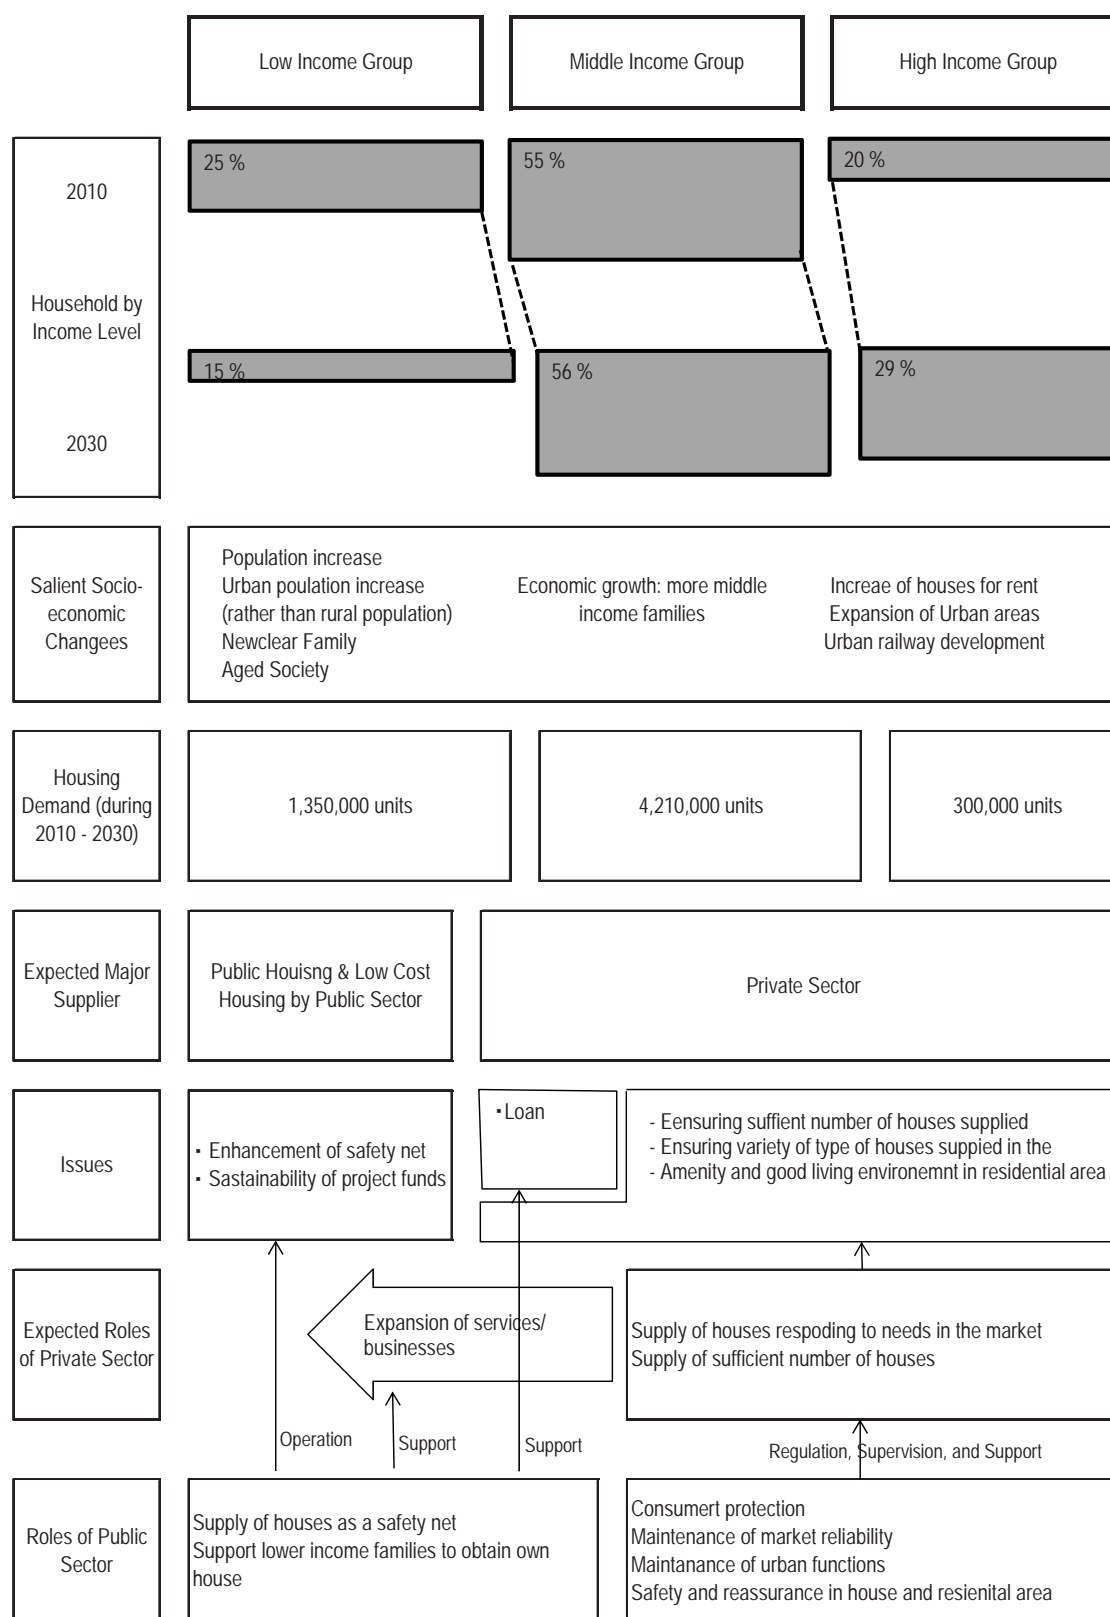 Low Income Group
Middle Income Group
High Income Group
2010
Household by
Income Level
2030
25 %
55 %
20 %
15 %
56 %
29 %
Salient Socio-
economic
Changees
Population increase
Urban poulation increase
(rather than rural population)
Newclear Family
Aged Society
Economic growth: more middle
income families
Increae of houses for rent
Expansion of Urban areas
Urban railway development
Housing
Demand (during
2010 - 2030)
1,350,000 units
4,210,000 units
300,000 units
Expected Major
Supplier
Public Houisng & Low Cost
Housing by Public Sector
Private Sector
Issues
・Enhancement of safety net
・Sastainability of project funds
・Loan
- Eensuring suffient number of houses supplied
- Ensuring variety of type of houses suppied in the
- Amenity and good living environemnt in residential area
Expected Roles
of Private Sector
Expansion of services/
businesses
Supply of houses respoding to needs in the market
Supply of sufficient number of houses
Operation
Support
Support
Regulation, Supervision, and Support
Roles of Public
Sector
Supply of houses as a safety net
Support lower income families to obtain own
house
Consumert protection
Maintenance of market reliability
Maintanance of urban functions
Safety and reassurance in house and resienital area